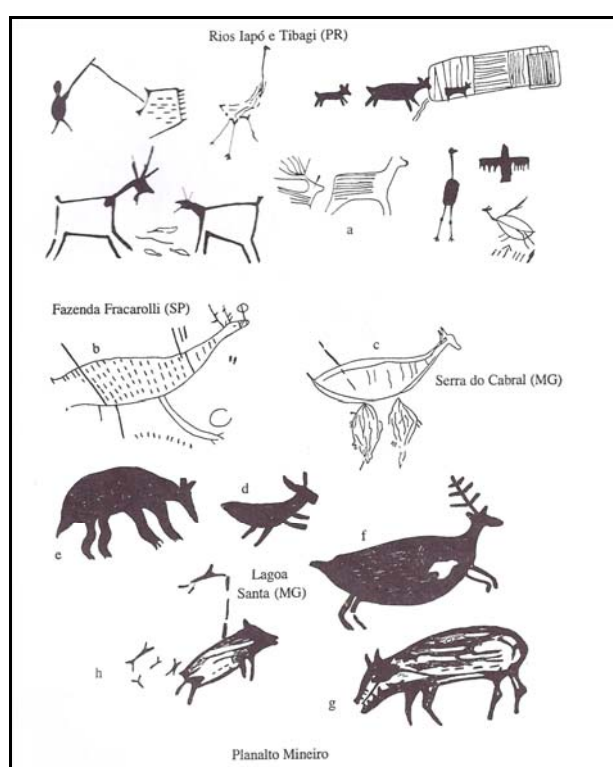 Rios Iapó e Tibagi (PR)
a
Fazenda Fracarolli (SP)
b
c
Serra do Cabral (MG)
d
e
f
Lagoa
Santa (MG)
h
g
Planalto Mineiro